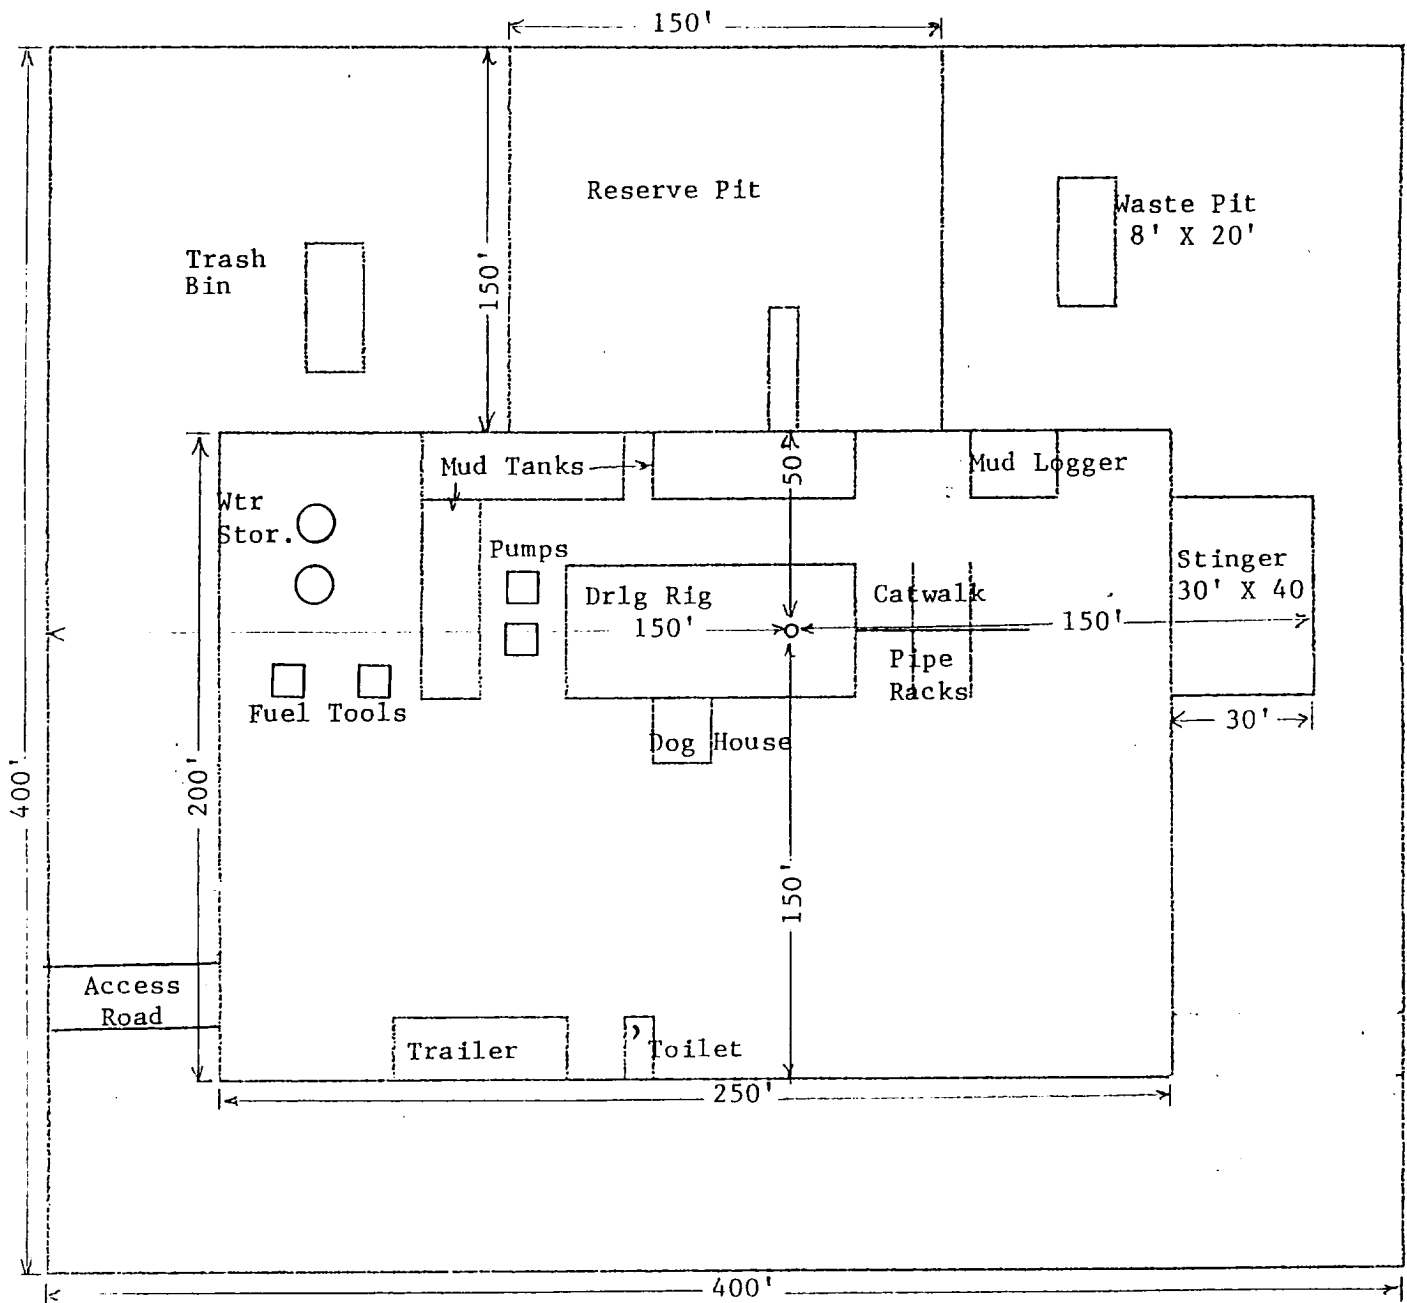 150'
Reserve Pit
Waste Pit
8' X 20'
Trash
Bin
150'
Mud Tanks
50'
Mud Logger
Wtr
Stor.
Pumps
Stinger
30' X 40
Drlg Rig
150'
Catwalk
150'
Pipe
Racks
Fuel Tools
30'
Dog House
400'
200'
150'
Access
Road
Trailer
Toilet
250'
400'